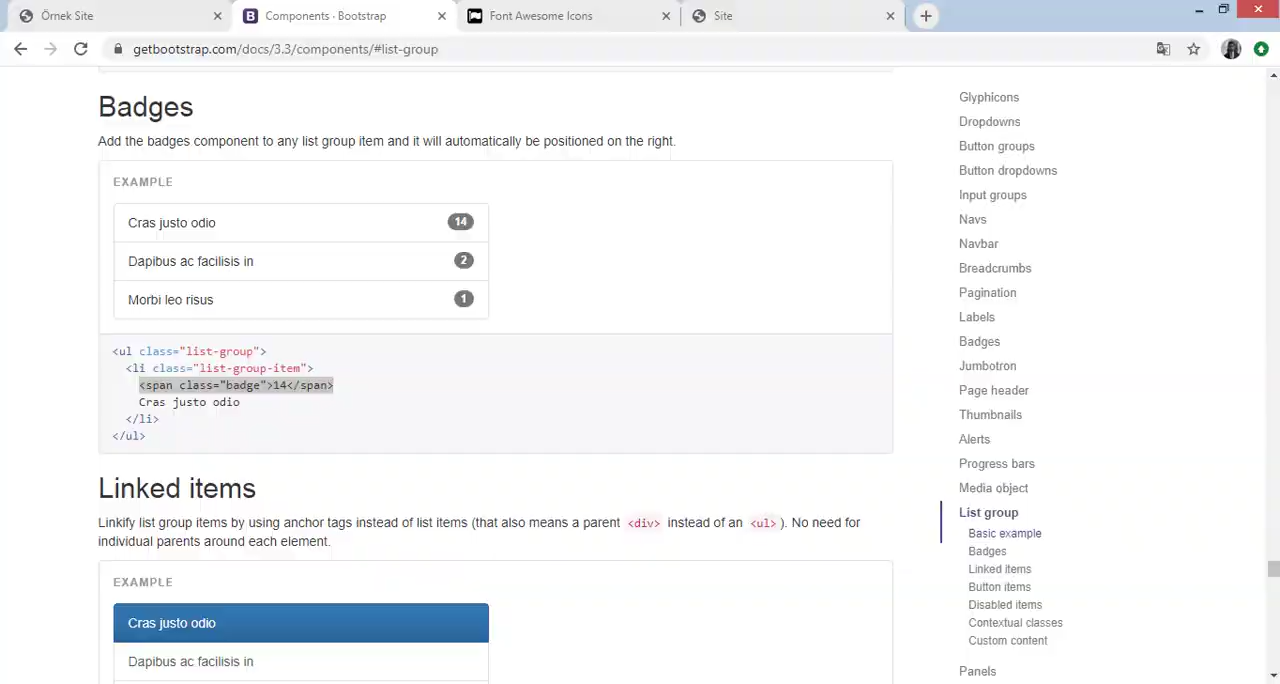 Örnek Site
Components · Bootstrap
Font Awesome Icons
Site
getbootstrap.com/docs/3.3/components/#list-group
Badges
Add the badges component to any list group item and it will automatically be positioned on the right.
EXAMPLE
Cras justo odio 14
Dapibus ac facilisis in 2
Morbi leo risus 1
<ul class="list-group">
<li class="list-group-item">
<span class="badge">14</span>
Cras justo odio
</li>
</ul>
Linked items
Linkify list group items by using anchor tags instead of list items (that also means a parent <div> instead of an <ul>). No need for
individual parents around each element.
EXAMPLE
Cras justo odio
Dapibus ac facilisis in
Glyphicons
Dropdowns
Button groups
Button dropdowns
Input groups
Navs
Navbar
Breadcrumbs
Pagination
Labels
Badges
Jumbotron
Page header
Thumbnails
Alerts
Progress bars
Media object
List group
Basic example
Badges
Linked items
Button items
Disabled items
Contextual classes
Custom content
Panels